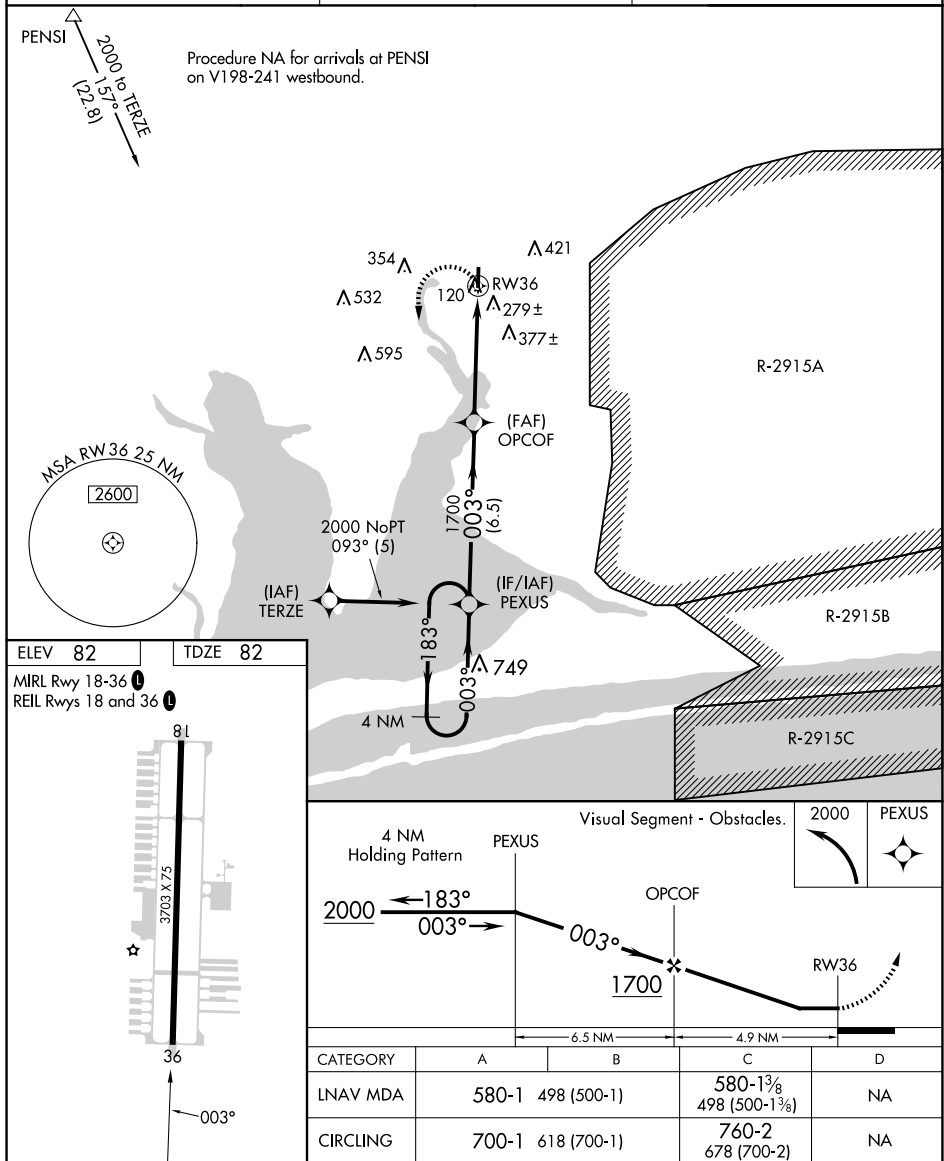 PENSI
2000 to TERZE
157°
(22.8)
Procedure NA for arrivals at PENSI
on V198-241 westbound.
421
354
RW36
120
532
279±
377±
595
R-2915A
(FAF)
OPCOF
MSA RW36 25 NM
2600
1700
003°
(6.5)
2000 NoPT
093° (5)
(IAF)
TERZE
(IF/IAF)
PEXUS
R-2915B
183°
003°
749
4 NM
R-2915C
ELEV 82
TDZE 82
MIRL Rwy 18-36 L
REIL Rwys 18 and 36 L
18
3703 X 75
36
003°
4 NM
Holding Pattern
PEXUS
Visual Segment - Obstacles.
2000
PEXUS
OPCOF
2000
183°
003°
003°
1700
RW36
6.5 NM
4.9 NM
CATEGORY A B C D
LNAV MDA 580-1 498 (500-1) 580-1⅜ 498 (500-1⅜) NA
CIRCLING 700-1 618 (700-1) 760-2 678 (700-2) NA